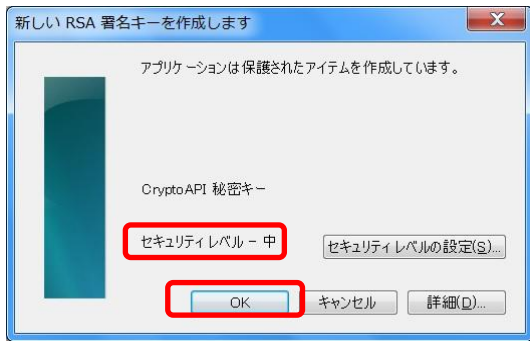 新しい RSA 署名キーを作成します
アプリケーションは保護されたアイテムを作成しています。
CryptoAPI 秘密キー
セキュリティ レベル - 中
セキュリティ レベルの設定(S)...
OK
キャンセル
詳細(D)...